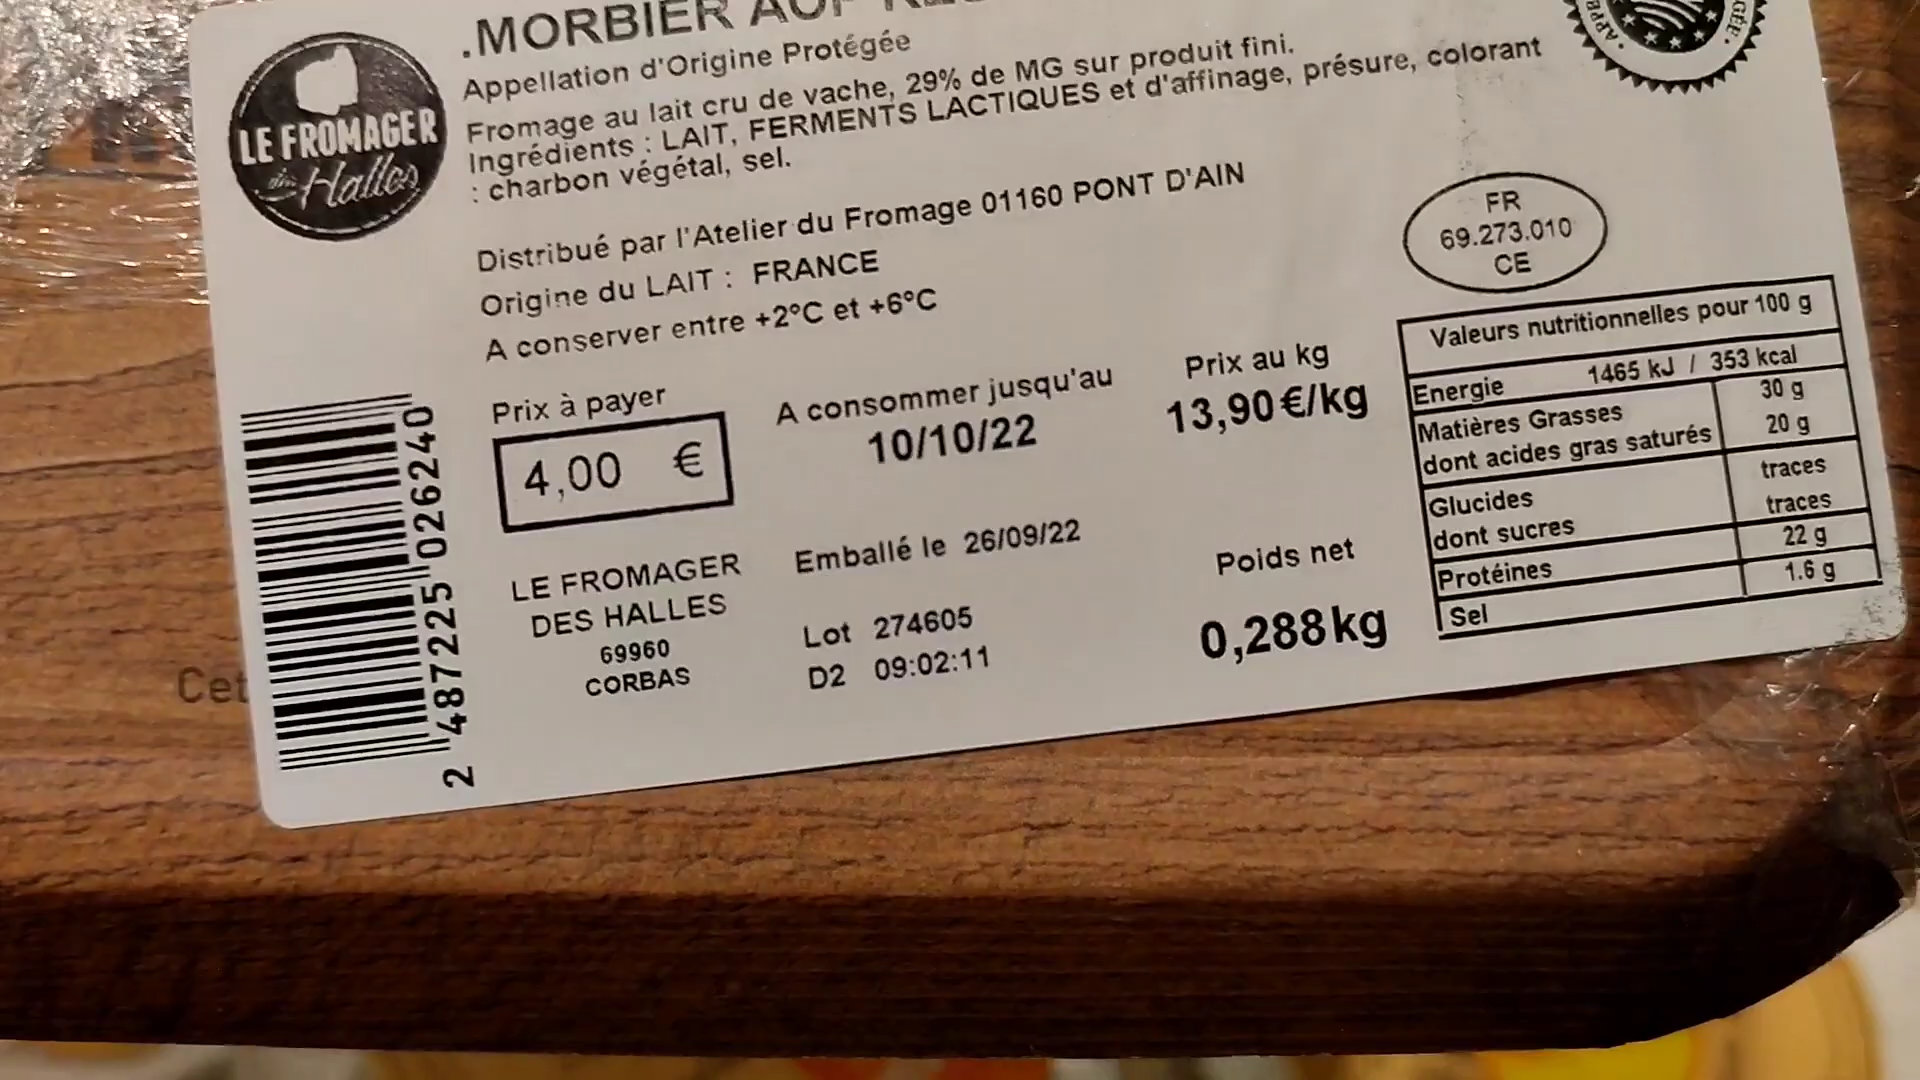 .MORBIER AOP
Appellation d'Origine Protégée
Fromage au lait cru de vache, 29% de MG sur produit fini.
Ingrédients : LAIT, FERMENTS LACTIQUES et d'affinage, présure, colorant
: charbon végétal, sel.
LE FROMAGER
des Halles
Distribué par l'Atelier du Fromage 01160 PONT D'AIN
Origine du LAIT : FRANCE
A conserver entre +2°C et +6°C
FR
69.273.010
CE
Prix à payer
4,00 €
A consommer jusqu'au
10/10/22
Prix au kg
13,90 €/kg
LE FROMAGER
DES HALLES
69960
CORBAS
Emballé le 26/09/22
Lot 274605
D2 09:02:11
Poids net
0,288 kg
Valeurs nutritionnelles pour 100 g
Energie 1465 kJ / 353 kcal
Matières Grasses 30 g
dont acides gras saturés 20 g
Glucides traces
dont sucres traces
Protéines 22 g
Sel 1.6 g
2 487225 026240
Cet